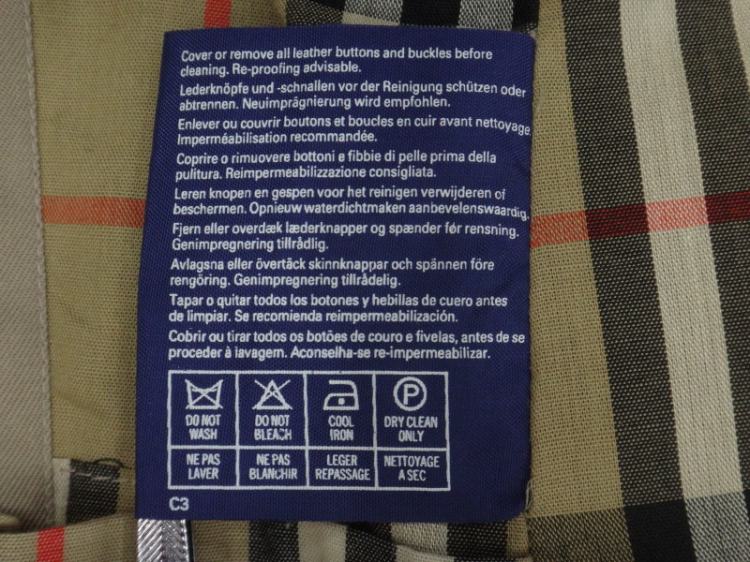 Cover or remove all leather buttons and buckles before
cleaning. Re-proofing advisable.
Lederknöpfe und -schnallen vor der Reinigung schützen oder
abtrennen. Neuimprägnierung wird empfohlen.
Enlever ou couvrir boutons et boucles en cuir avant nettoyage
Imperméabilisation recommandée.
Coprire o rimuovere bottoni e fibbie di pelle prima della
pulitura. Reimpermeabilizzazione consigliata.
Leren knopen en gespen voor het reinigen verwijderen of
beschermen. Opnieuw waterdichtmaken aanbevelenswaardig.
Fjern eller overdæk læderknapper og spænder før rensning.
Genimpregnering tillrådlig.
Avlagsna eller övertäck skinnknappar och spännen före
rengöring. Genimpregnering tillrådelig.
Tapar o quitar todos los botones y hebillas de cuero antes
de limpiar. Se recomienda reimpermeabilización.
Cobrir ou tirar todos os botões de couro e fivelas, antes de se
proceder à lavagem. Aconselha-se re-impermeabilizar.
P
DO NOT WASH DO NOT BLEACH COOL IRON DRY CLEAN ONLY
NE PAS LAVER NE PAS BLANCHIR LEGER REPASSAGE NETTOYAGE A SEC
C3